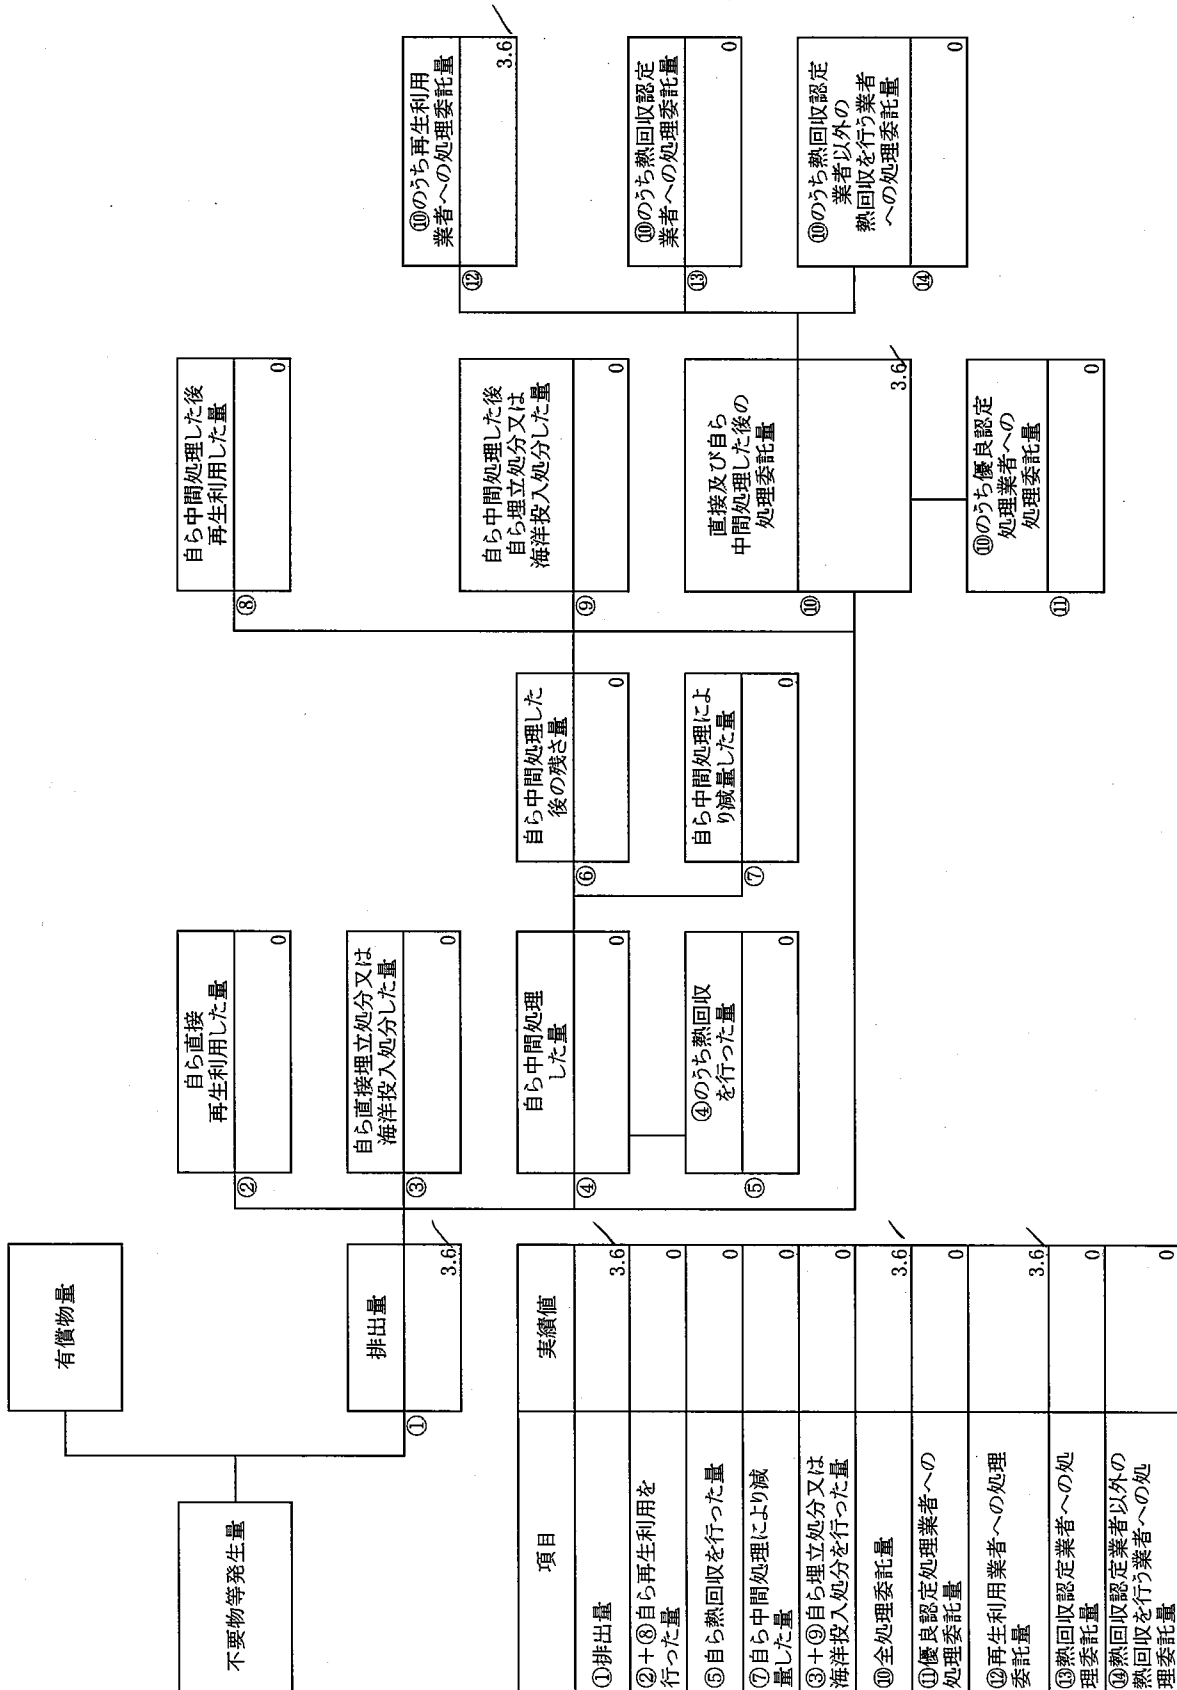 有償物量
不要物等発生量
排出量
①
3.6
自ら直接
再生利用した量
②
0
自ら直接埋立処分又は
海洋投入処分した量
③
0
自ら中間処理
した量
④
0
④のうち熱回収
を行った量
⑤
0
自ら中間処理した
後の残さ量
⑥
0
自ら中間処理によ
り減量した量
⑦
0
自ら中間処理した後
再生利用した量
⑧
0
自ら中間処理した後
自ら埋立処分又は
海洋投入処分した量
⑨
0
直接及び自ら
中間処理した後の
処理委託量
⑩
3.6
⑩のうち優良認定
処理業者への
処理委託量
⑪
0
⑩のうち再生利用
業者への処理委託量
⑫
3.6
⑩のうち熱回収認定
業者への処理委託量
⑬
0
⑩のうち熱回収認定
業者以外の
熱回収を行う業者
への処理委託量
⑭
0
項目
実績値
①排出量
3.6
②+⑧自ら再生利用を
行った量
0
⑤自ら熱回収を行った量
0
⑦自ら中間処理により減
量した量
0
③+⑨自ら埋立処分又は
海洋投入処分を行った量
0
⑩全処理委託量
3.6
⑪優良認定処理業者への
処理委託量
0
⑫再生利用業者への処理
委託量
3.6
⑬熱回収認定業者への処
理委託量
0
⑭熱回収認定業者以外の
熱回収を行う業者への処
理委託量
0